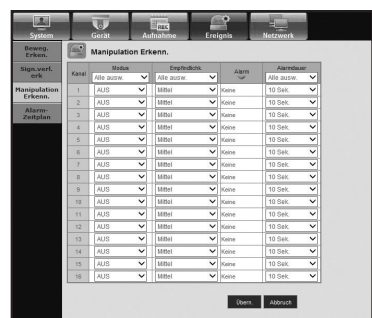 REC
System Gerät Aufnahme Ereignis Netzwerk
Beweg. Erken.
Sign.verl. erk
Manipulation Erkenn.
Alarm-Zeitplan
Manipulation Erkenn.
Kanal Modus Empfindlichk. Alarm Alarmdauer
Alle ausw. Alle ausw. Alle ausw.
1 AUS Mittel Keine 10 Sek.
2 AUS Mittel Keine 10 Sek.
3 AUS Mittel Keine 10 Sek.
4 AUS Mittel Keine 10 Sek.
5 AUS Mittel Keine 10 Sek.
6 AUS Mittel Keine 10 Sek.
7 AUS Mittel Keine 10 Sek.
8 AUS Mittel Keine 10 Sek.
9 AUS Mittel Keine 10 Sek.
10 AUS Mittel Keine 10 Sek.
11 AUS Mittel Keine 10 Sek.
12 AUS Mittel Keine 10 Sek.
13 AUS Mittel Keine 10 Sek.
14 AUS Mittel Keine 10 Sek.
15 AUS Mittel Keine 10 Sek.
16 AUS Mittel Keine 10 Sek.
Übern. Abbruch